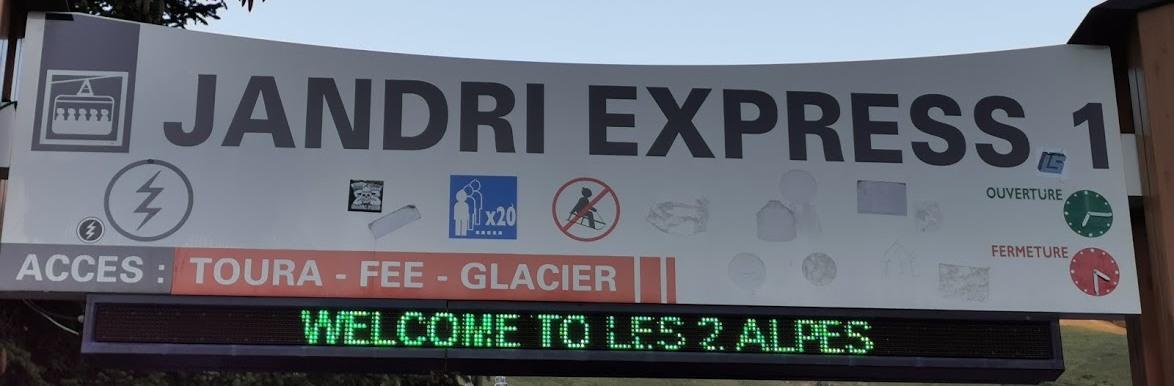 JANDRI EXPRESS 1
x20
OUVERTURE
FERMETURE
ACCES : TOURA - FEE - GLACIER
WELCOME TO LES 2 ALPES